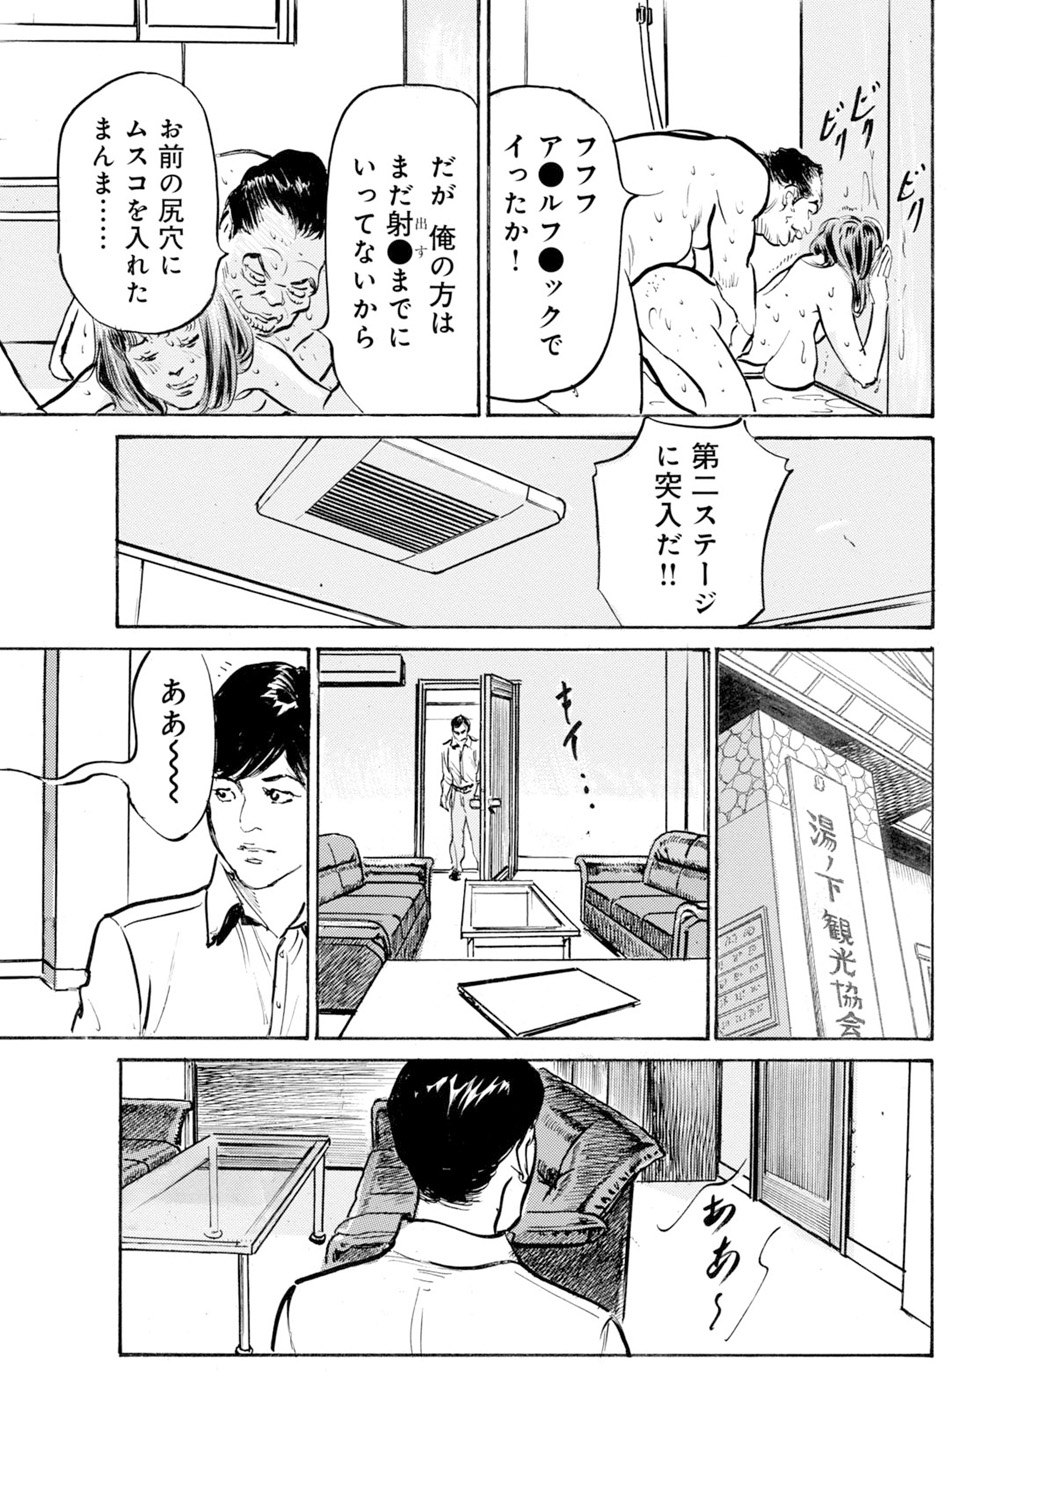 フフフ
ア●ルフ●ックで
イったか！
ビクビク
ビク
だが俺の方は
まだ射●までに
出す
いってないから
お前の尻穴に
ムスコを入れた
まんま……
第二ステージ
に突入だ!!
湯ノ下観光協会
キイ…
ああ～～～
ああ～